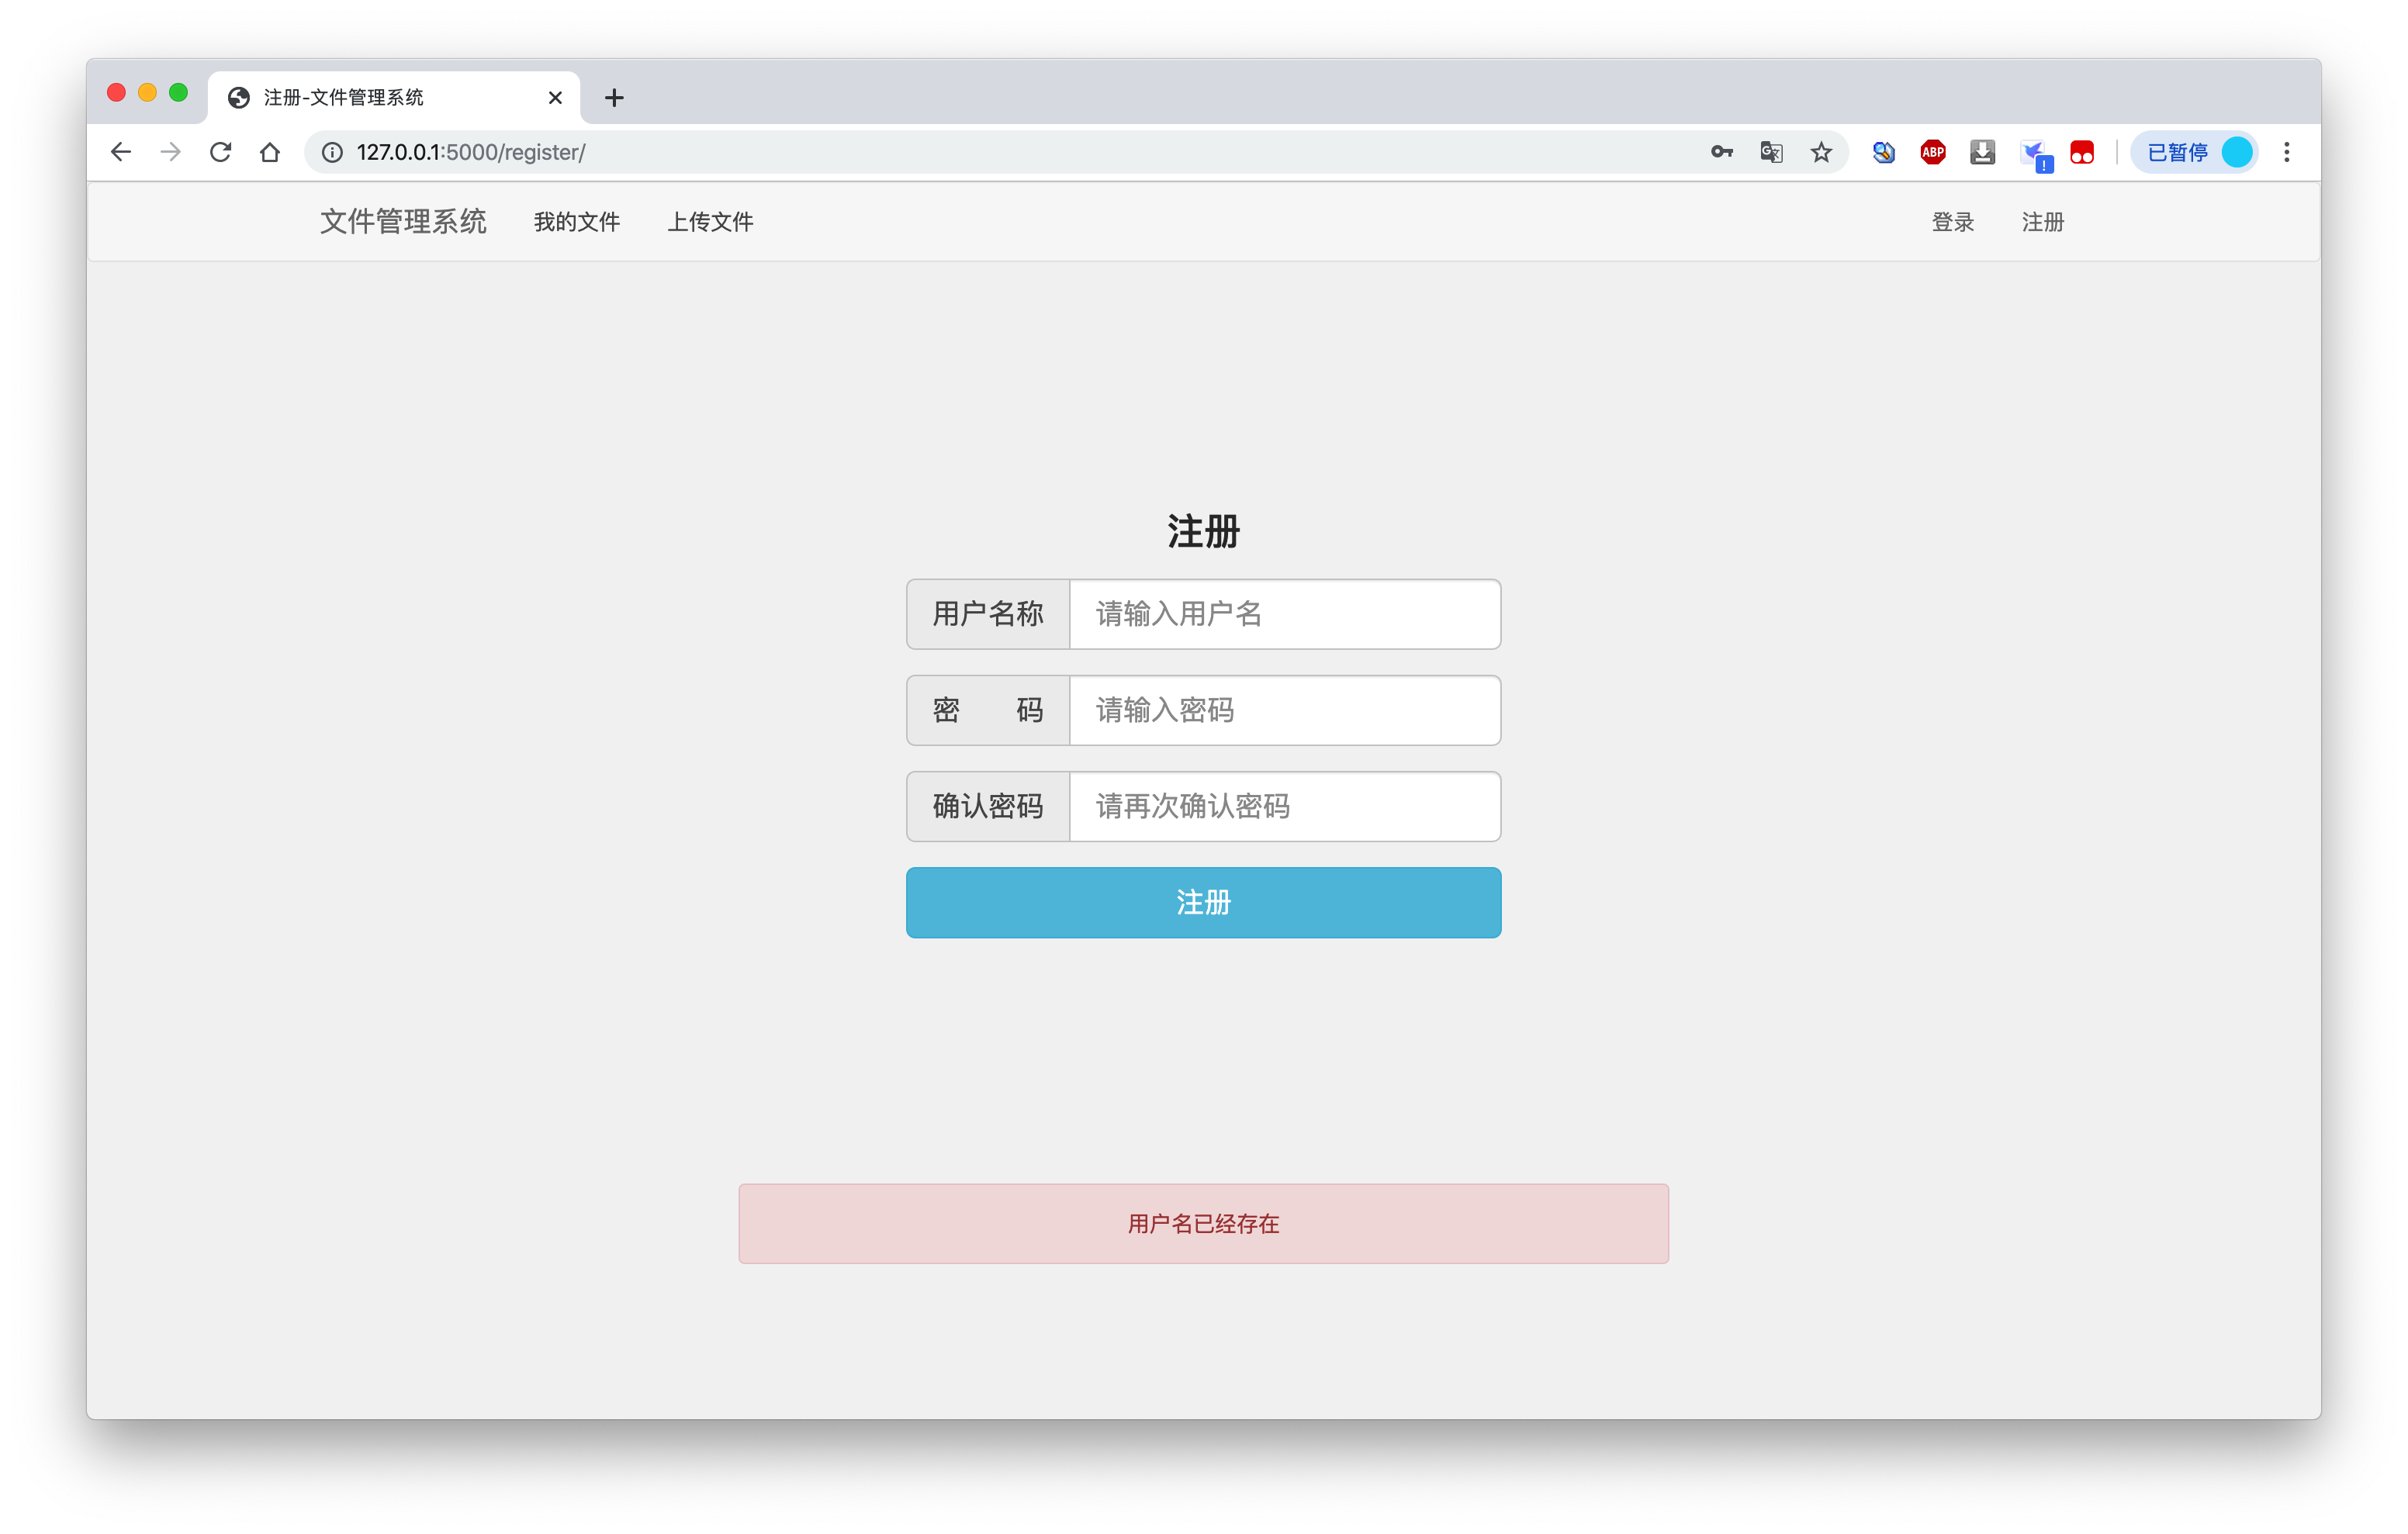 注册-文件管理系统
127.0.0.1:5000/register/
ABP
!
已暂停
文件管理系统 我的文件 上传文件 登录 注册
注册
用户名称 请输入用户名
密 码 请输入密码
确认密码 请再次确认密码
注册
用户名已经存在